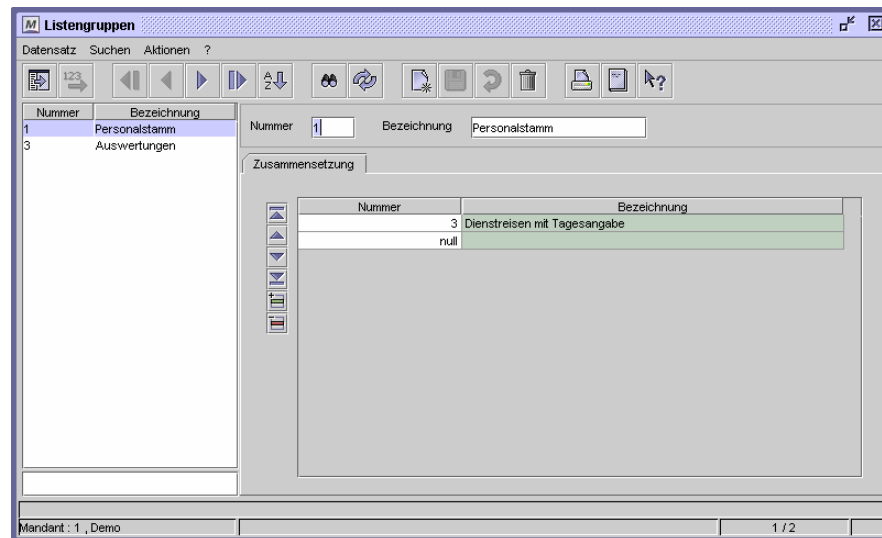 M Listengruppen
Datensatz Suchen Aktionen ?
123 A Z ?
Nummer Bezeichnung
1 Personalstamm
3 Auswertungen
Nummer 1 Bezeichnung Personalstamm
Zusammensetzung
Nummer Bezeichnung
3 Dienstreisen mit Tagesangabe
null
Mandant : 1 , Demo 1 / 2